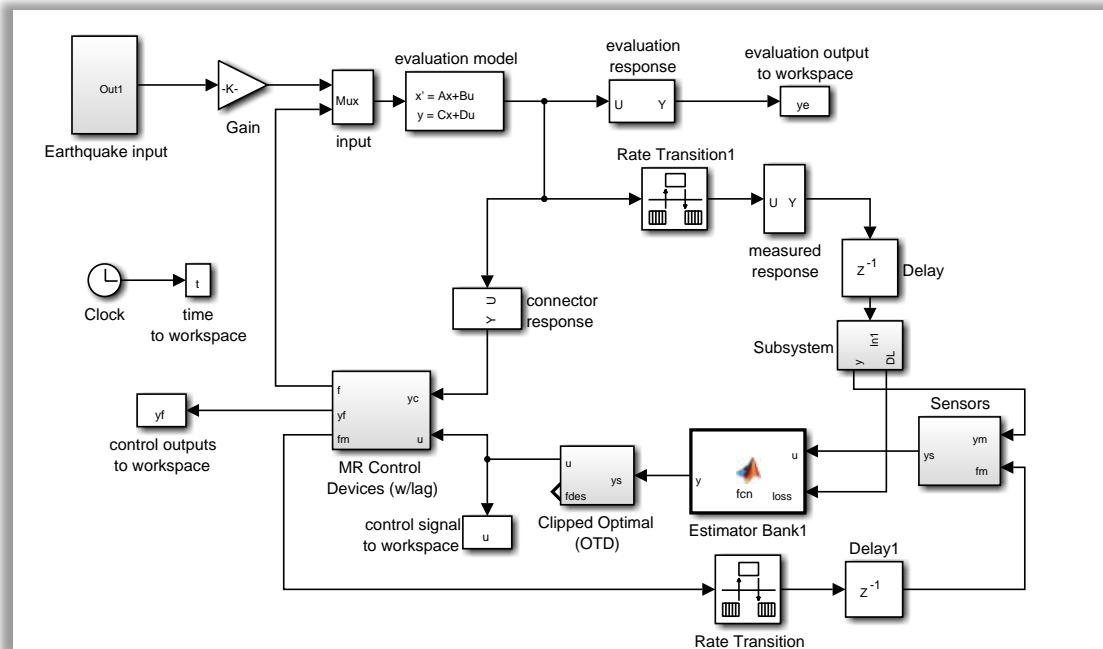 Out1
Earthquake input
-K-
Gain
Mux
input
evaluation model
x' = Ax+Bu
y = Cx+Du
evaluation
response
U Y
evaluation output
to workspace
ye
Rate Transition1
U Y
measured
response
Z-1
Delay
Clock
t
time
to workspace
Y U
connector
response
Subsystem
In1
y
DL
f
yf
fm
yc
u
MR Control
Devices (w/lag)
yf
control outputs
to workspace
Sensors
ys
ym
fm
u
fdes
ys
Clipped Optimal
(OTD)
y
fcn
u
loss
Estimator Bank1
control signal
to workspace
u
Rate Transition
Delay1
Z-1